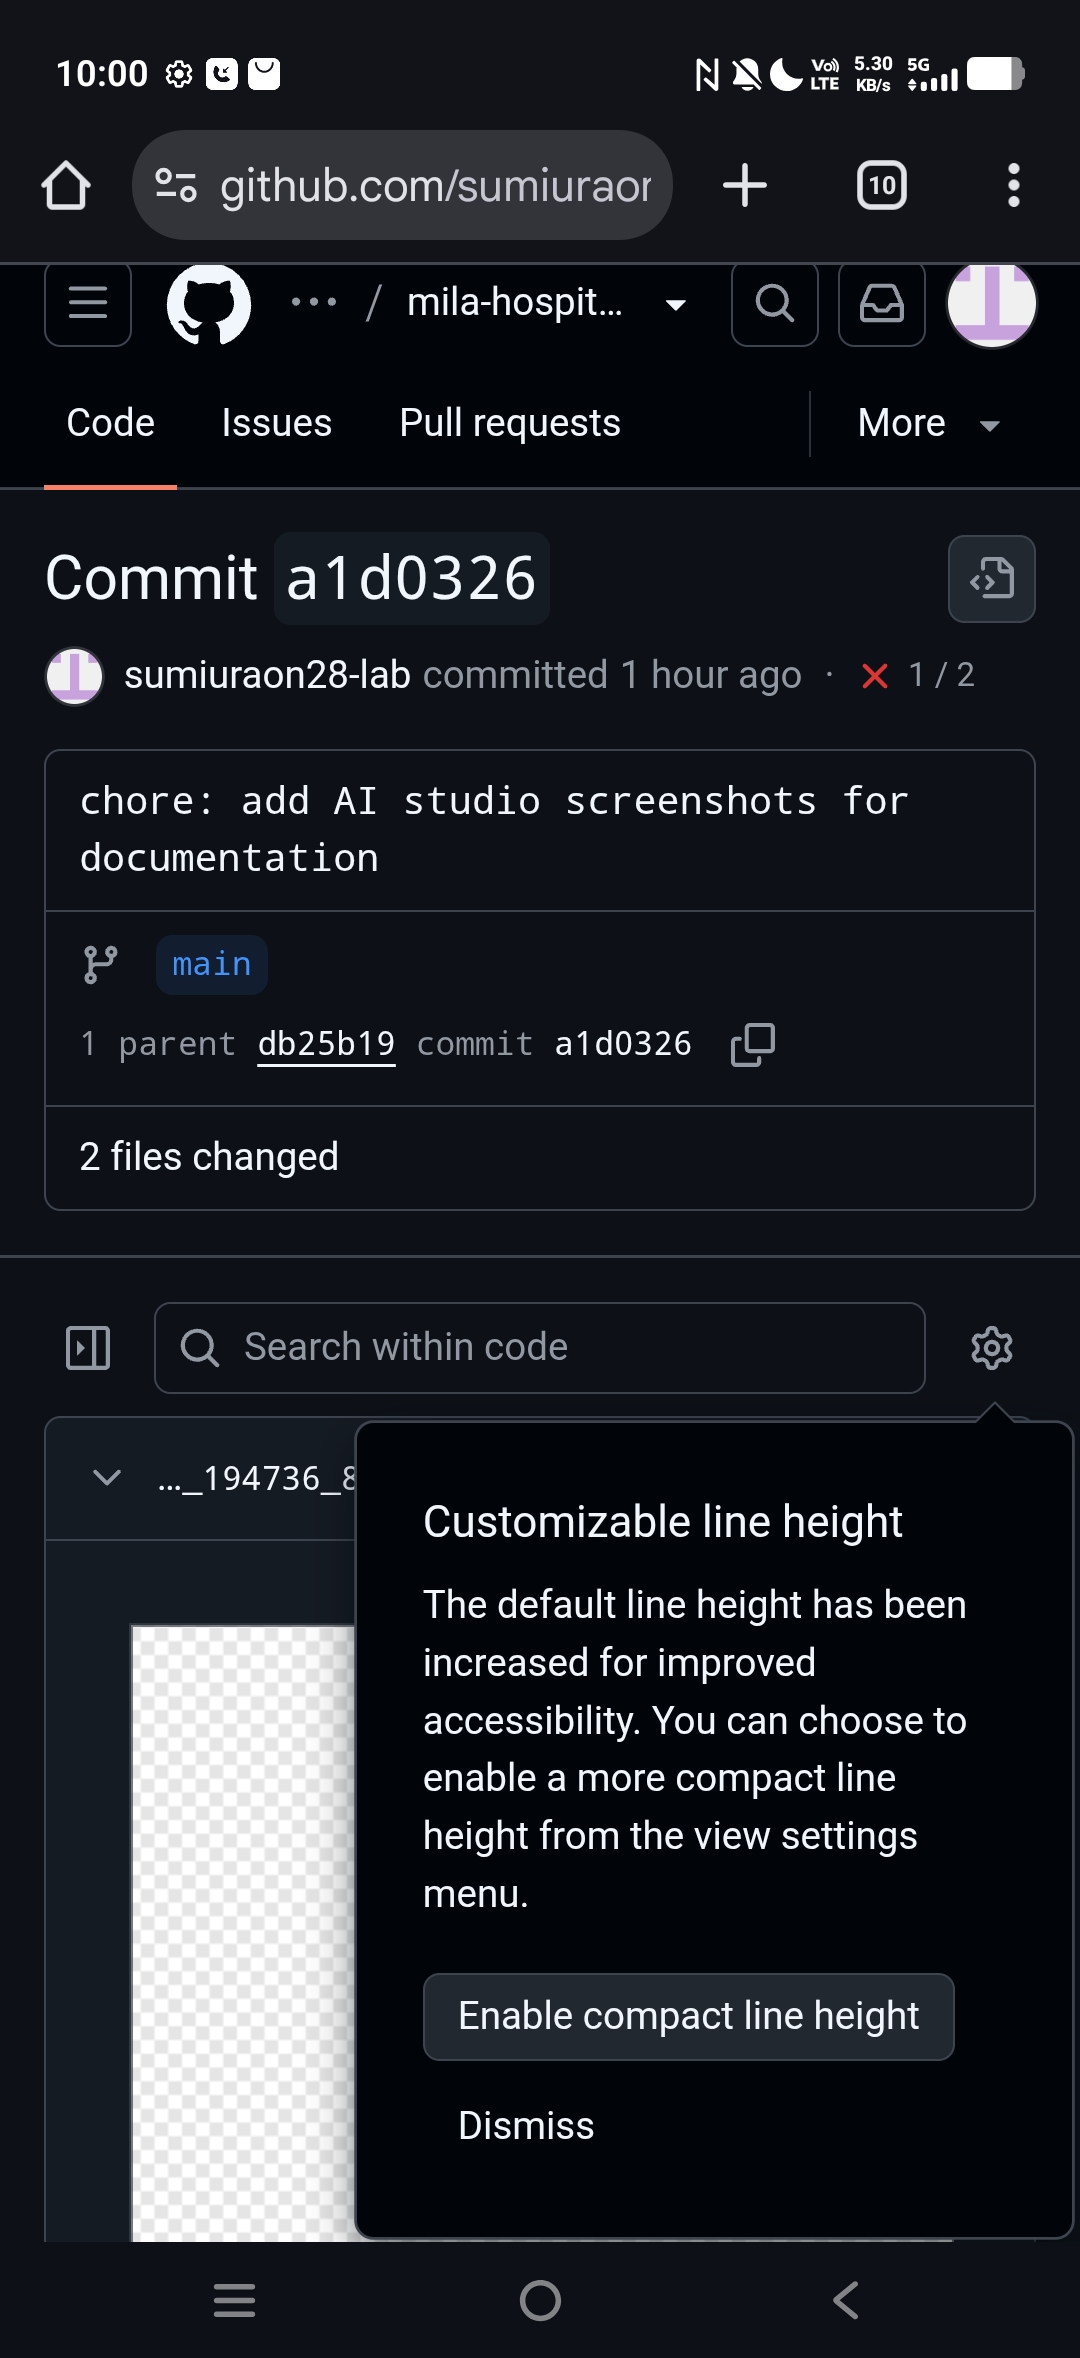 10:00
Vo)) LTE
5.30 KB/s
5G
github.com/sumiuraor
10
... / mila-hospit...
Code Issues Pull requests More
Commit a1d0326
sumiuraon28-lab committed 1 hour ago · 1 / 2
chore: add AI studio screenshots for
documentation
main
1 parent db25b19 commit a1d0326
2 files changed
Search within code
…_194736_8
Customizable line height
The default line height has been
increased for improved
accessibility. You can choose to
enable a more compact line
height from the view settings
menu.
Enable compact line height
Dismiss